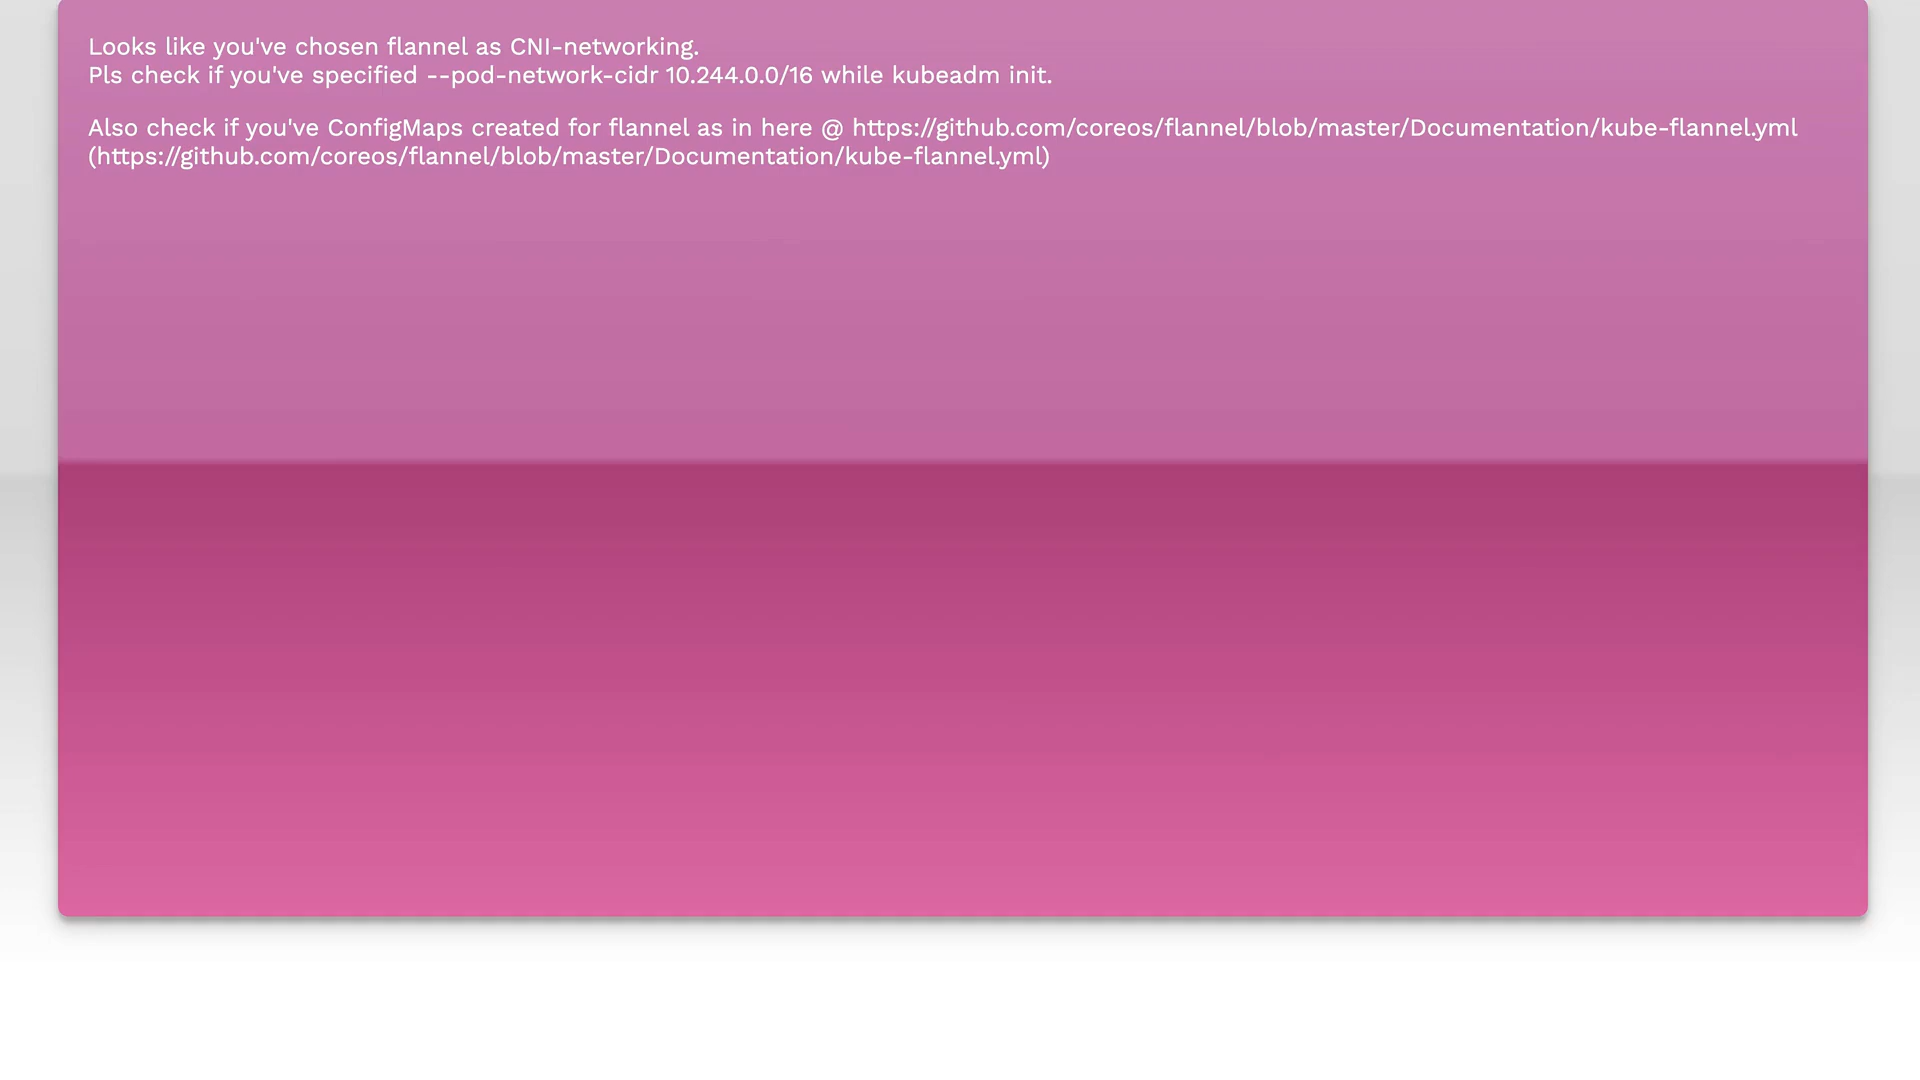 Looks like you've chosen flannel as CNI-networking.
Pls check if you've specified --pod-network-cidr 10.244.0.0/16 while kubeadm init.
Also check if you've ConfigMaps created for flannel as in here @ https://github.com/coreos/flannel/blob/master/Documentation/kube-flannel.yml
(https://github.com/coreos/flannel/blob/master/Documentation/kube-flannel.yml)